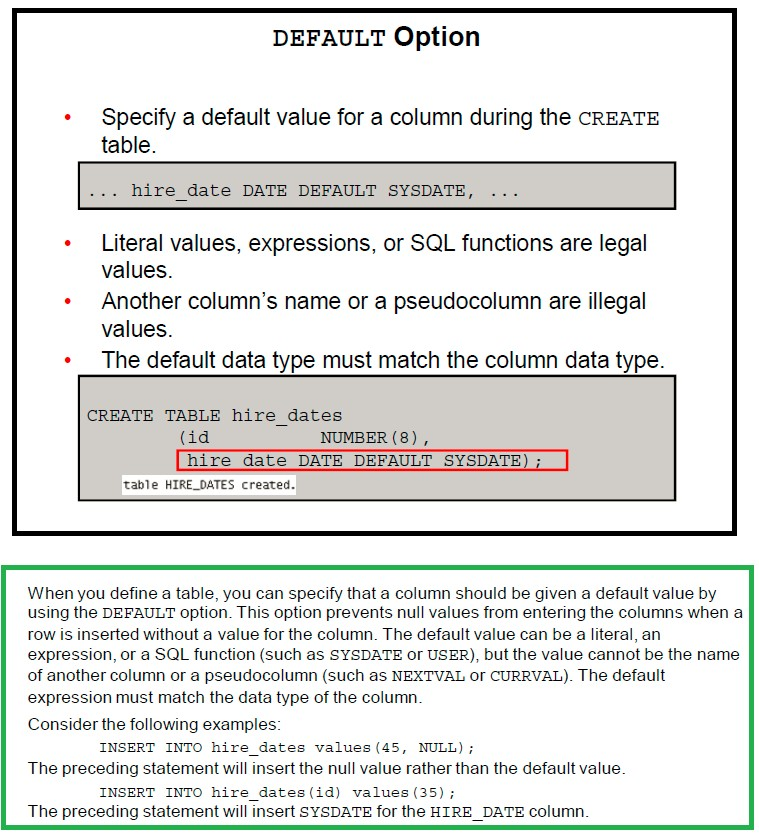 DEFAULT Option
• Specify a default value for a column during the CREATE
table.
... hire_date DATE DEFAULT SYSDATE, ...
• Literal values, expressions, or SQL functions are legal
values.
• Another column's name or a pseudocolumn are illegal
values.
• The default data type must match the column data type.
CREATE TABLE hire_dates
(id NUMBER(8),
hire_date DATE DEFAULT SYSDATE);
table HIRE_DATES created.
When you define a table, you can specify that a column should be given a default value by
using the DEFAULT option. This option prevents null values from entering the columns when a
row is inserted without a value for the column. The default value can be a literal, an
expression, or a SQL function (such as SYSDATE or USER), but the value cannot be the name
of another column or a pseudocolumn (such as NEXTVAL or CURRVAL). The default
expression must match the data type of the column.
Consider the following examples:
INSERT INTO hire_dates values(45, NULL);
The preceding statement will insert the null value rather than the default value.
INSERT INTO hire_dates(id) values(35);
The preceding statement will insert SYSDATE for the HIRE_DATE column.